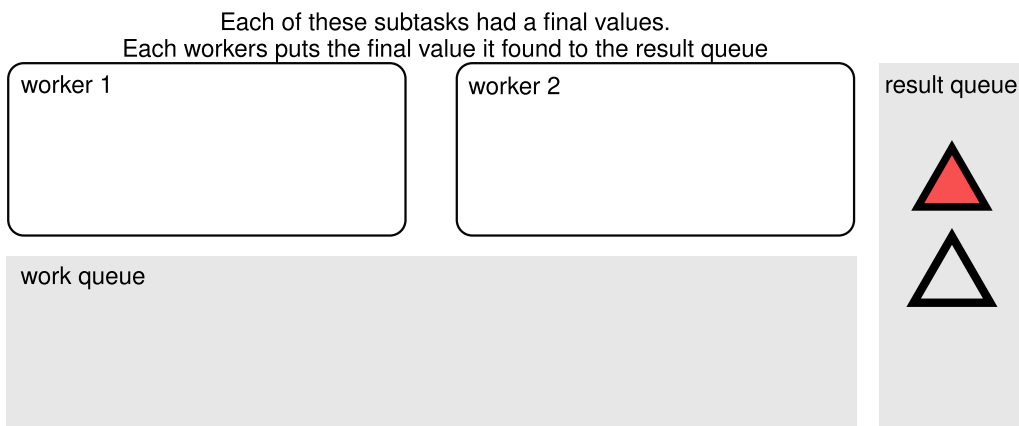 Each of these subtasks had a final values.
Each workers puts the final value it found to the result queue
worker 1
worker 2
result queue
work queue